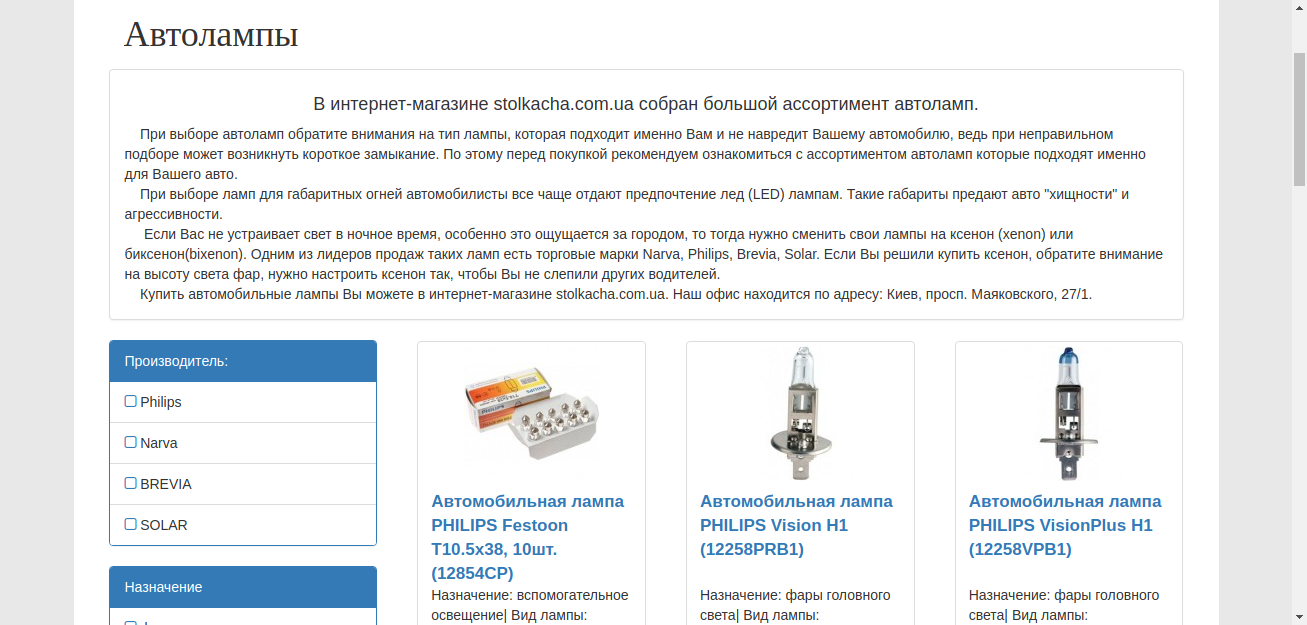 Автолампы
В интернет-магазине stolkacha.com.ua собран большой ассортимент автоламп.
При выборе автоламп обратите внимания на тип лампы, которая подходит именно Вам и не навредит Вашему автомобилю, ведь при неправильном
подборе может возникнуть короткое замыкание. По этому перед покупкой рекомендуем ознакомиться с ассортиментом автоламп которые подходят именно
для Вашего авто.
При выборе ламп для габаритных огней автомобилисты все чаще отдают предпочтение лед (LED) лампам. Такие габариты предают авто "хищности" и
агрессивности.
Если Вас не устраивает свет в ночное время, особенно это ощущается за городом, то тогда нужно сменить свои лампы на ксенон (xenon) или
биксенон(bixenon). Одним из лидеров продаж таких ламп есть торговые марки Narva, Philips, Brevia, Solar. Если Вы решили купить ксенон, обратите внимание
на высоту света фар, нужно настроить ксенон так, чтобы Вы не слепили других водителей.
Купить автомобильные лампы Вы можете в интернет-магазине stolkacha.com.ua. Наш офис находится по адресу: Киев, просп. Маяковского, 27/1.
Производитель:
Philips
Narva
BREVIA
SOLAR
Назначение
Автомобильная лампа
PHILIPS Festoon
T10.5x38, 10шт.
(12854CP)
Назначение: вспомогательное
освещение| Вид лампы:
Автомобильная лампа
PHILIPS Vision H1
(12258PRB1)
Назначение: фары головного
света| Вид лампы:
Автомобильная лампа
PHILIPS VisionPlus H1
(12258VPB1)
Назначение: фары головного
света| Вид лампы: